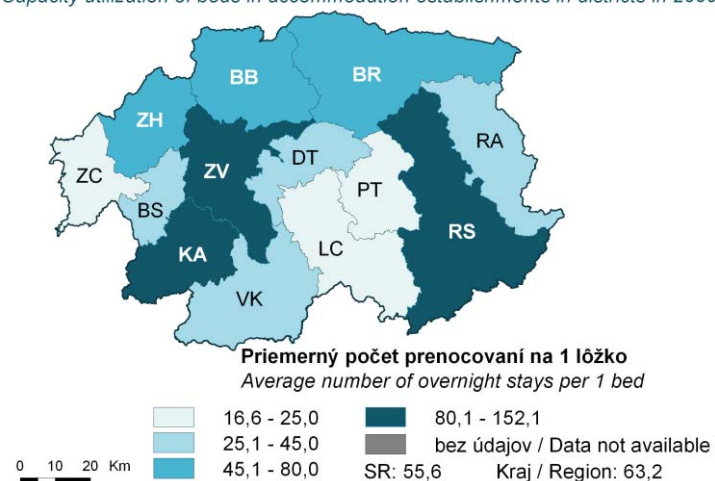 Capacity utilization of beds in accommodation establishments in districts in
BB
BR
ZH
RA
ZC
ZV
DT
PT
BS
KA
LC
RS
VK
Priemerný počet prenocovaní na 1 lôžko
Average number of overnight stays per 1 bed
16,6 - 25,0
80,1 - 152,1
25,1 - 45,0
bez údajov / Data not available
0 10 20 Km
45,1 - 80,0
SR: 55,6
Kraj / Region: 63,2